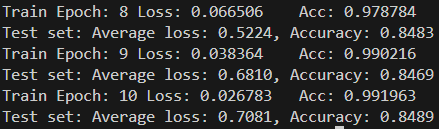 Train Epoch: 8 Loss: 0.066506    Acc: 0.978784
Test set: Average loss: 0.5224, Accuracy: 0.8483
Train Epoch: 9 Loss: 0.038364    Acc: 0.990216
Test set: Average loss: 0.6810, Accuracy: 0.8469
Train Epoch: 10 Loss: 0.026783   Acc: 0.991963
Test set: Average loss: 0.7081, Accuracy: 0.8489